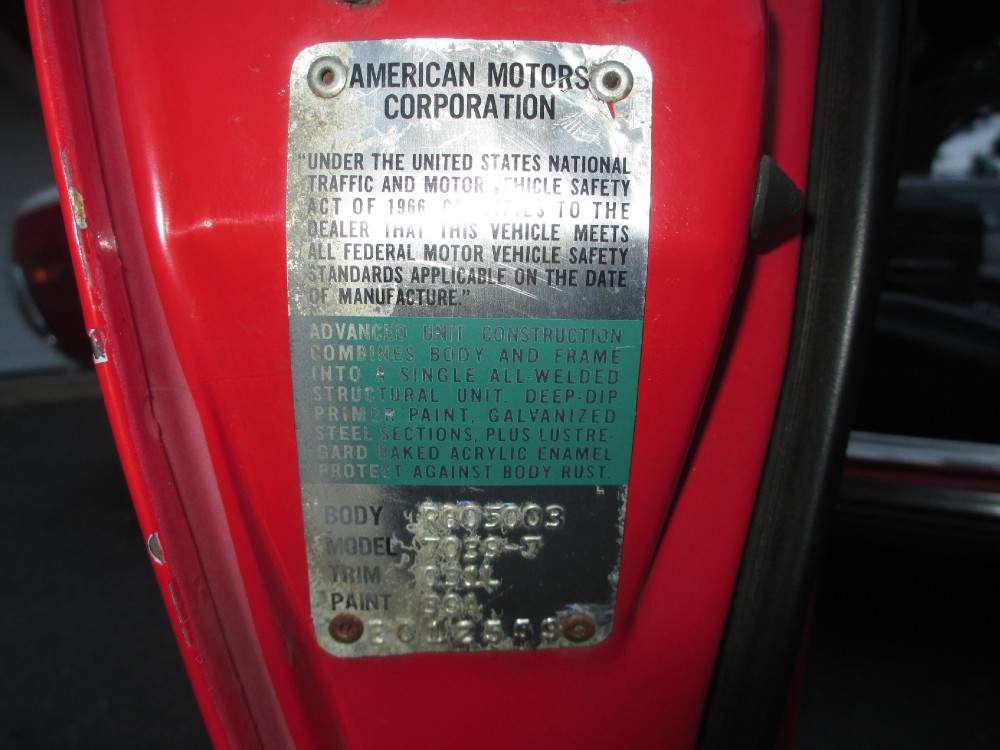 AMERICAN MOTORS
CORPORATION
"UNDER THE UNITED STATES NATIONAL
TRAFFIC AND MOTOR VEHICLE SAFETY
ACT OF 1966, CERTIFIES TO THE
DEALER THAT THIS VEHICLE MEETS
ALL FEDERAL MOTOR VEHICLE SAFETY
STANDARDS APPLICABLE ON THE DATE
OF MANUFACTURE."
ADVANCED UNIT CONSTRUCTION
COMBINES BODY AND FRAME
INTO A SINGLE ALL-WELDED
STRUCTURAL UNIT. DEEP-DIP
PRIMER PAINT, GALVANIZED
STEEL SECTIONS, PLUS LUSTRE-
GARD BAKED ACRYLIC ENAMEL
PROTECT AGAINST BODY RUST.
BODY
MODEL
TRIM
PAINT